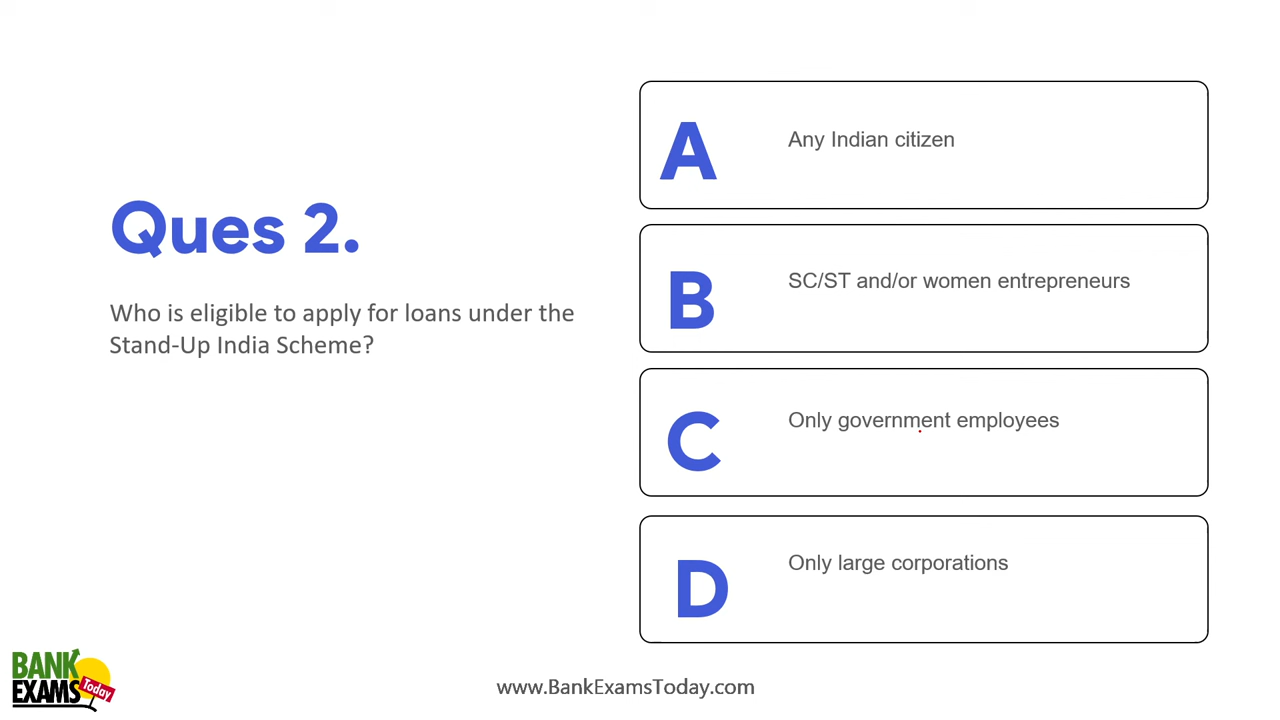 Ques 2.
Who is eligible to apply for loans under the
Stand-Up India Scheme?
A
Any Indian citizen
B
SC/ST and/or women entrepreneurs
C
Only government employees
D
Only large corporations
BANK
EXAMS
Today
www.BankExamsToday.com